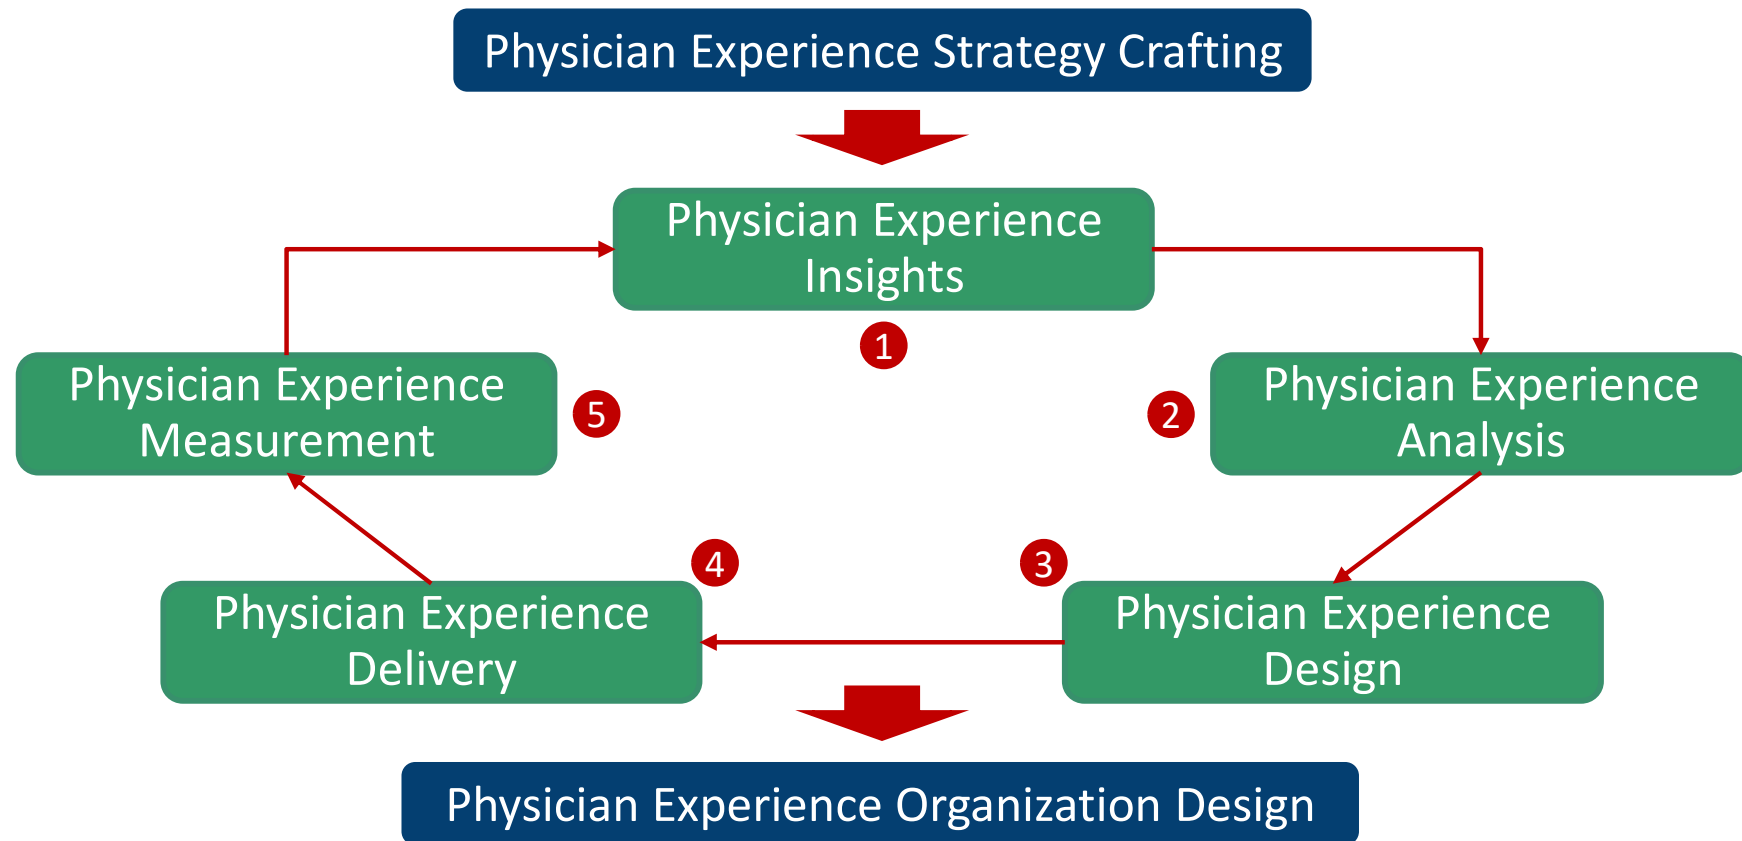 Physician Experience Strategy Crafting
Physician Experience
Insights
1
Physician Experience
Measurement
5
2
Physician Experience
Analysis
4
3
Physician Experience
Delivery
Physician Experience
Design
Physician Experience Organization Design